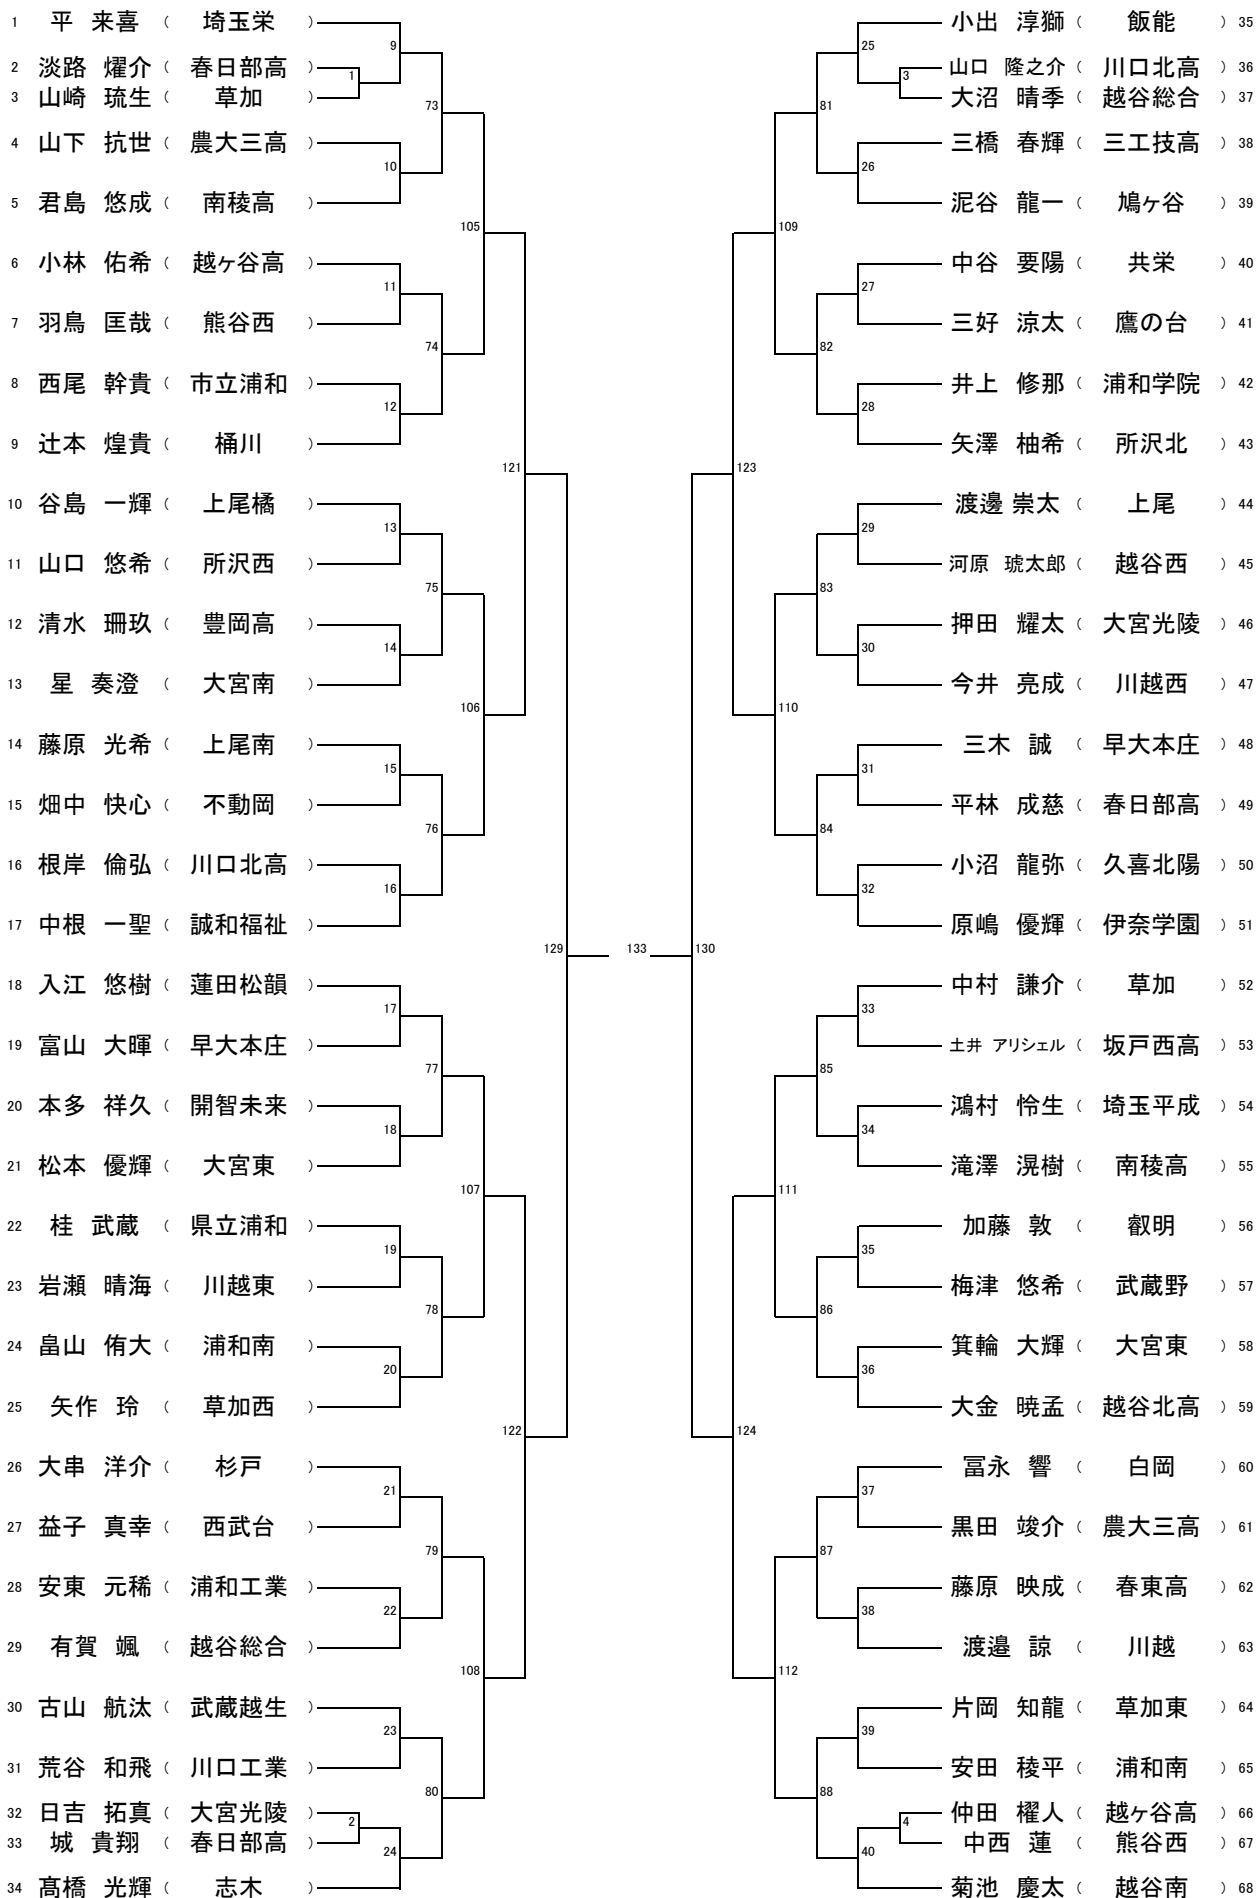 1 平 来喜 （ 埼玉栄 ）
2 淡路 燿介 （ 春日部高 ）
3 山崎 琉生 （ 草加 ）
4 山下 抗世 （ 農大三高 ）
5 君島 悠成 （ 南稜高 ）
6 小林 佑希 （ 越ヶ谷高 ）
7 羽鳥 匡哉 （ 熊谷西 ）
8 西尾 幹貴 （ 市立浦和 ）
9 辻本 煌貴 （ 桶川 ）
10 谷島 一輝 （ 上尾橘 ）
11 山口 悠希 （ 所沢西 ）
12 清水 珊玖 （ 豊岡高 ）
13 星 奏澄 （ 大宮南 ）
14 藤原 光希 （ 上尾南 ）
15 畑中 快心 （ 不動岡 ）
16 根岸 倫弘 （ 川口北高 ）
17 中根 一聖 （ 誠和福祉 ）
18 入江 悠樹 （ 蓮田松韻 ）
19 富山 大暉 （ 早大本庄 ）
20 本多 祥久 （ 開智未来 ）
21 松本 優輝 （ 大宮東 ）
22 桂 武蔵 （ 県立浦和 ）
23 岩瀬 晴海 （ 川越東 ）
24 畠山 侑大 （ 浦和南 ）
25 矢作 玲 （ 草加西 ）
26 大串 洋介 （ 杉戸 ）
27 益子 真幸 （ 西武台 ）
28 安東 元稀 （ 浦和工業 ）
29 有賀 颯 （ 越谷総合 ）
30 古山 航汰 （ 武蔵越生 ）
31 荒谷 和飛 （ 川口工業 ）
32 日吉 拓真 （ 大宮光陵 ）
33 城 貴翔 （ 春日部高 ）
34 髙橋 光輝 （ 志木 ）
1
2
9
10
11
12
13
14
15
16
17
18
19
20
21
22
23
24
73
74
75
76
77
78
79
80
105
106
107
108
121
122
129
133
130
123
124
109
110
111
112
81
82
83
84
85
86
87
88
25
26
27
28
29
30
31
32
33
34
35
36
37
38
39
40
3
4
小出 淳獅 （ 飯能 ） 35
山口 隆之介 （ 川口北高 ） 36
大沼 晴季 （ 越谷総合 ） 37
三橋 春輝 （ 三工技高 ） 38
泥谷 龍一 （ 鳩ヶ谷 ） 39
中谷 要陽 （ 共栄 ） 40
三好 涼太 （ 鷹の台 ） 41
井上 修那 （ 浦和学院 ） 42
矢澤 柚希 （ 所沢北 ） 43
渡邊 崇太 （ 上尾 ） 44
河原 琥太郎 （ 越谷西 ） 45
押田 耀太 （ 大宮光陵 ） 46
今井 亮成 （ 川越西 ） 47
三木 誠 （ 早大本庄 ） 48
平林 成慈 （ 春日部高 ） 49
小沼 龍弥 （ 久喜北陽 ） 50
原嶋 優輝 （ 伊奈学園 ） 51
中村 謙介 （ 草加 ） 52
土井 アリシェル （ 坂戸西高 ） 53
鴻村 怜生 （ 埼玉平成 ） 54
滝澤 滉樹 （ 南稜高 ） 55
加藤 敦 （ 叡明 ） 56
梅津 悠希 （ 武蔵野 ） 57
箕輪 大輝 （ 大宮東 ） 58
大金 暁孟 （ 越谷北高 ） 59
冨永 響 （ 白岡 ） 60
黒田 竣介 （ 農大三高 ） 61
藤原 映成 （ 春東高 ） 62
渡邉 諒 （ 川越 ） 63
片岡 知龍 （ 草加東 ） 64
安田 稜平 （ 浦和南 ） 65
仲田 櫂人 （ 越ヶ谷高 ） 66
中西 蓮 （ 熊谷西 ） 67
菊池 慶太 （ 越谷南 ） 68